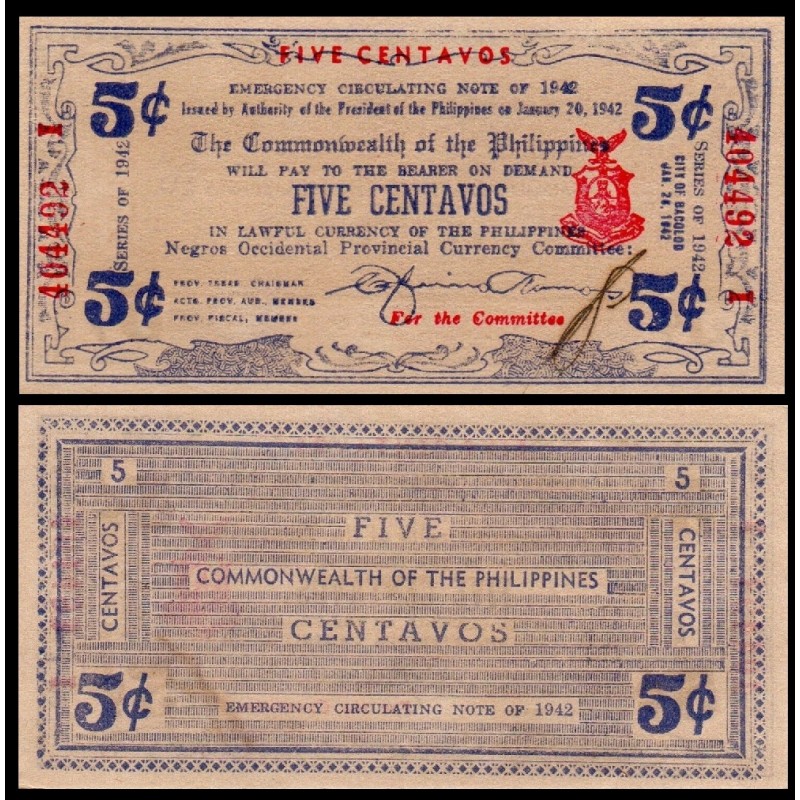 FIVE CENTAVOS
EMERGENCY CIRCULATING NOTE OF 1942
Issued by Authority of the President of the Philippines on January 20, 1942
The Commonwealth of the Philippines
WILL PAY TO THE BEARER ON DEMAND
FIVE CENTAVOS
IN LAWFUL CURRENCY OF THE PHILIPPINES
Negros Occidental Provincial Currency Committee:
5¢
5¢
5¢
5¢
404492 I
SERIES OF 1942
CITY OF BACOLOD
JAN. 26, 1942
SERIES OF 1942
404492 I
PROV. TREAS. CHAIRMAN
ACTG. PROV. AUD., MEMBER
PROV. FISCAL, MEMBER
For the Committee
5
5
FIVE
COMMONWEALTH OF THE PHILIPPINES
CENTAVOS
CENTAVOS
CENTAVOS
5¢
EMERGENCY CIRCULATING NOTE OF 1942
5¢